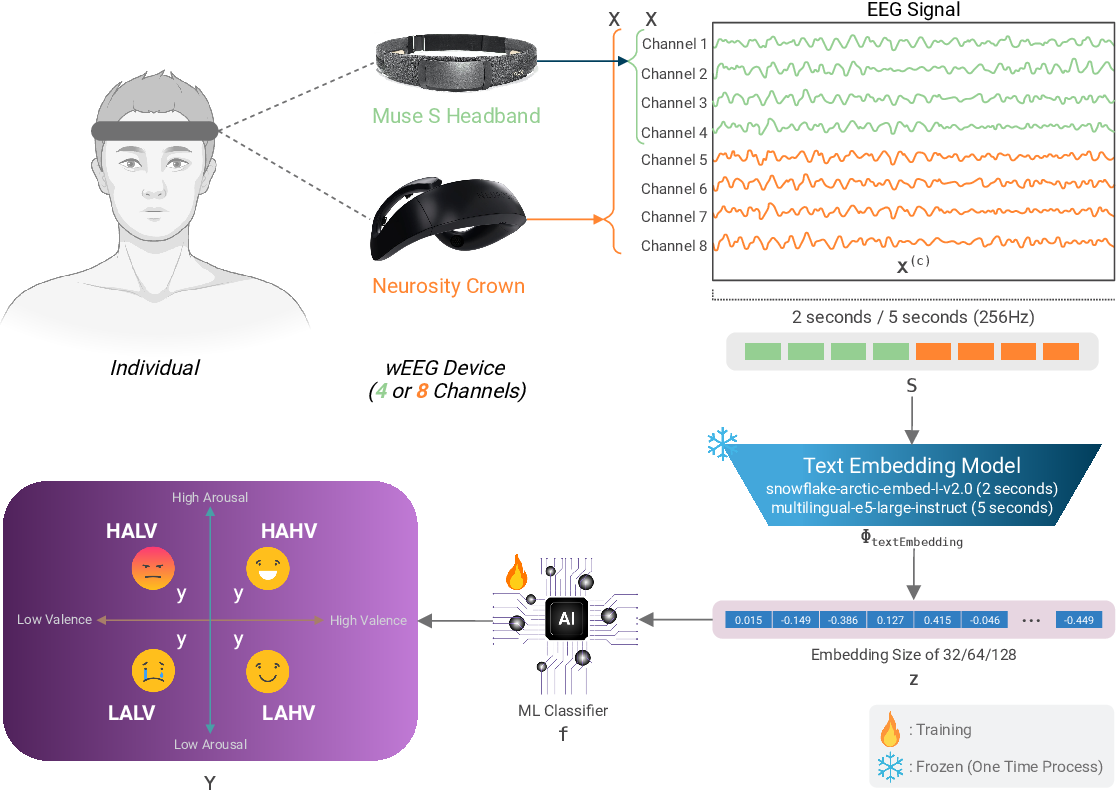 EEG Signal
X X
Channel 1
Channel 2
Channel 3
Channel 4
Channel 5
Channel 6
Channel 7
Channel 8
X(c)
Muse S Headband
Neurosity Crown
Individual
wEEG Device
(4 or 8 Channels)
2 seconds / 5 seconds (256Hz)
S
Text Embedding Model
snowflake-arctic-embed-l-v2.0 (2 seconds)
multilingual-e5-large-instruct (5 seconds)
ΦtextEmbedding
0.015 -0.149 -0.386 0.127 0.415 -0.046 ... -0.449
Embedding Size of 32/64/128
z
AI
ML Classifier
f
High Arousal
HALV HAHV
y y
Low Valence High Valence
y y
LALV LAHV
Low Arousal
Y
: Training
: Frozen (One Time Process)